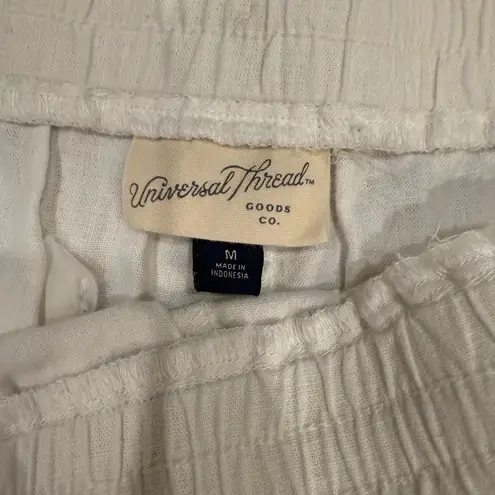 Universal Thread™
GOODS
CO.
M
MADE IN
INDONESIA